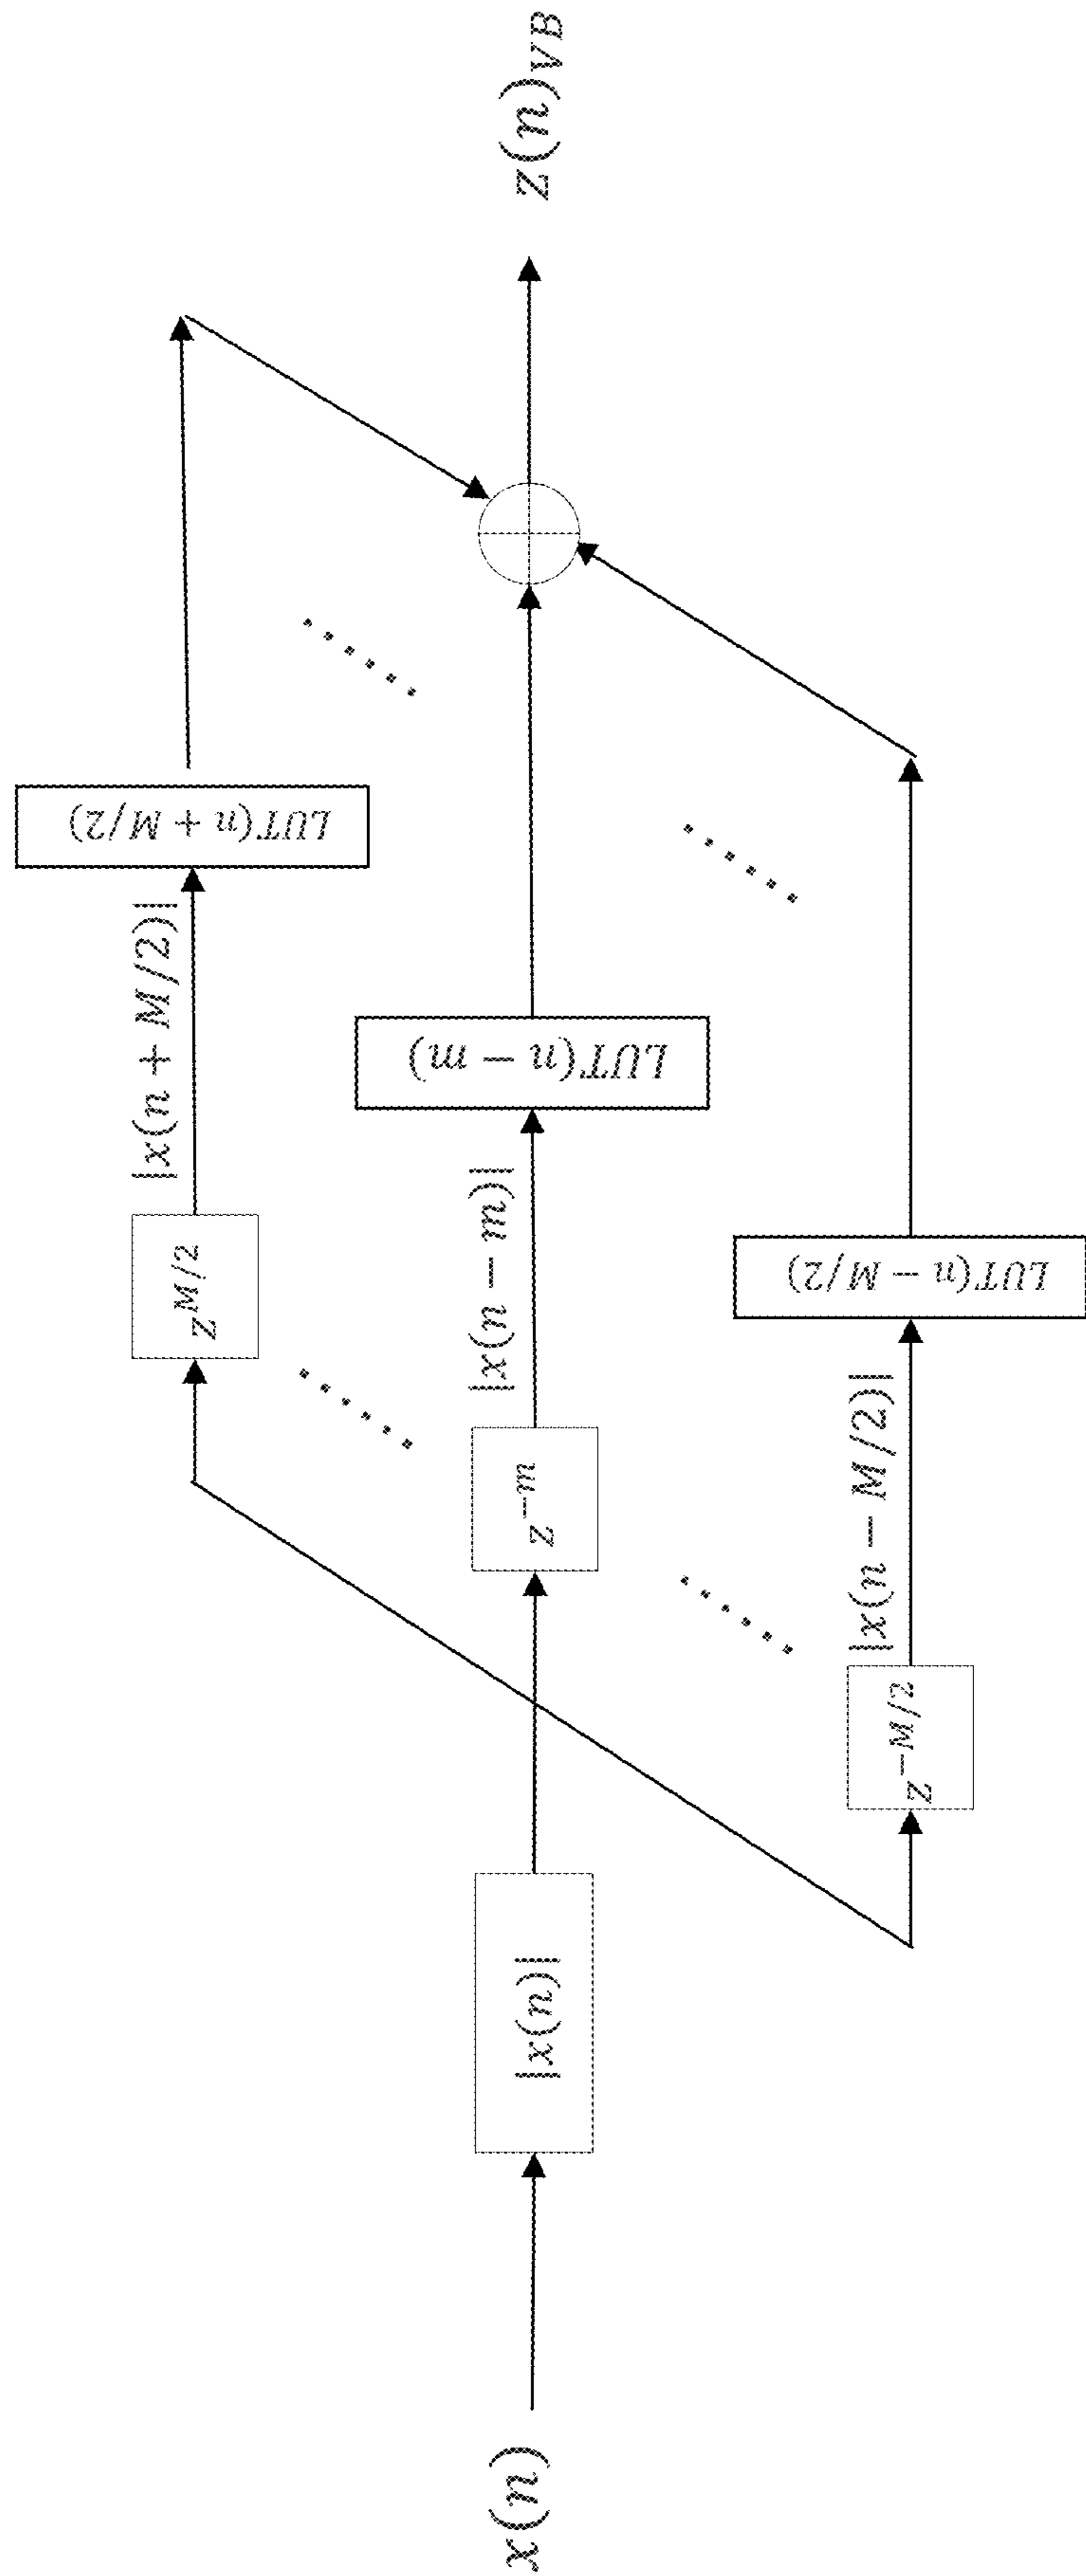 x(n)
|x(n)|
z^{M/2}
|x(n + M/2)|
LUT(n + M/2)
z^{-m}
|x(n - m)|
LUT(n - m)
z^{-M/2}
|x(n - M/2)|
LUT(n - M/2)
z(n)_{VB}